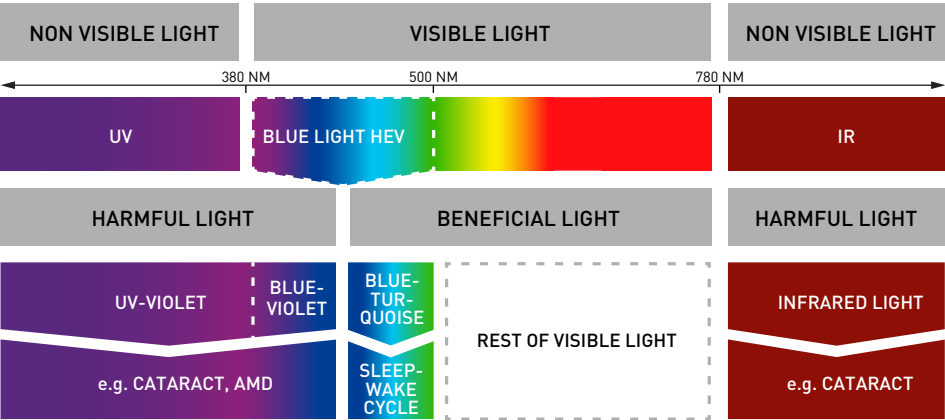 NON VISIBLE LIGHT
VISIBLE LIGHT
NON VISIBLE LIGHT
380 NM
500 NM
780 NM
UV
BLUE LIGHT HEV
IR
HARMFUL LIGHT
BENEFICIAL LIGHT
HARMFUL LIGHT
UV-VIOLET
BLUE-
VIOLET
BLUE-
TUR-
QUOISE
REST OF VISIBLE LIGHT
INFRARED LIGHT
e.g. CATARACT, AMD
SLEEP-
WAKE
CYCLE
e.g. CATARACT